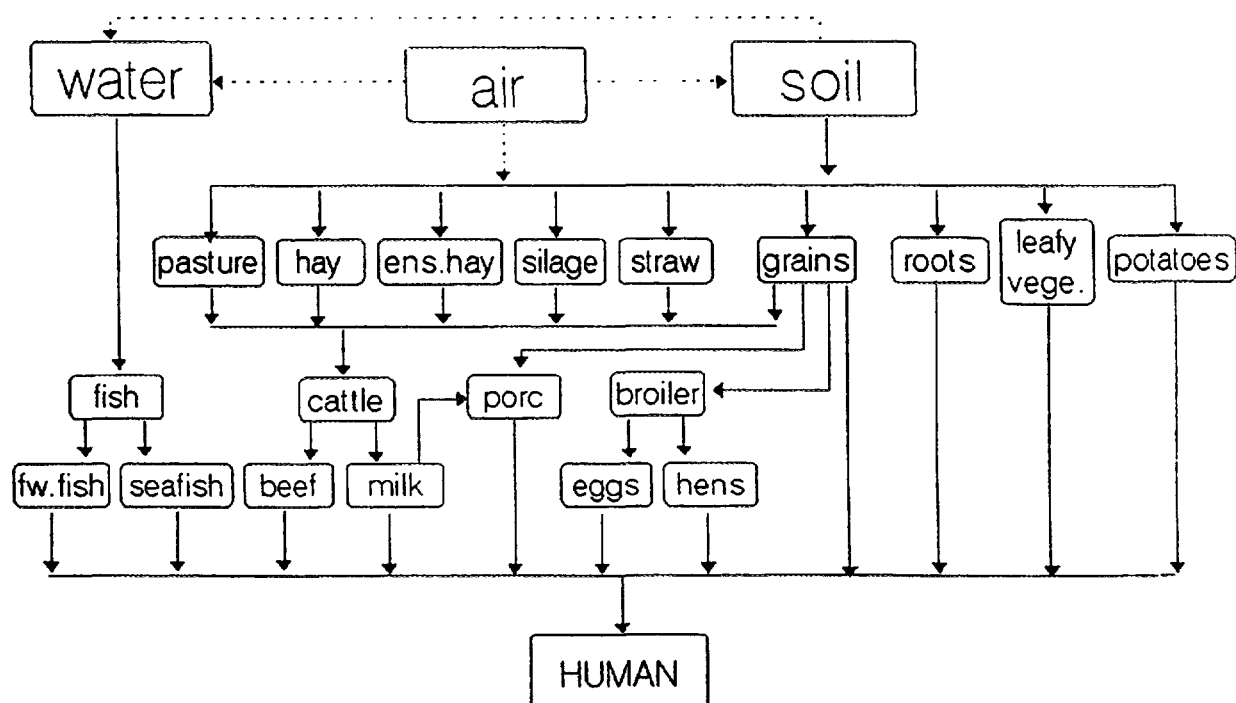 water
air
soil
pasture
hay
ens.hay
silage
straw
grains
roots
leafy
vege.
potatoes
fish
cattle
porc
broiler
fw.fish
seafish
beef
milk
eggs
hens
HUMAN